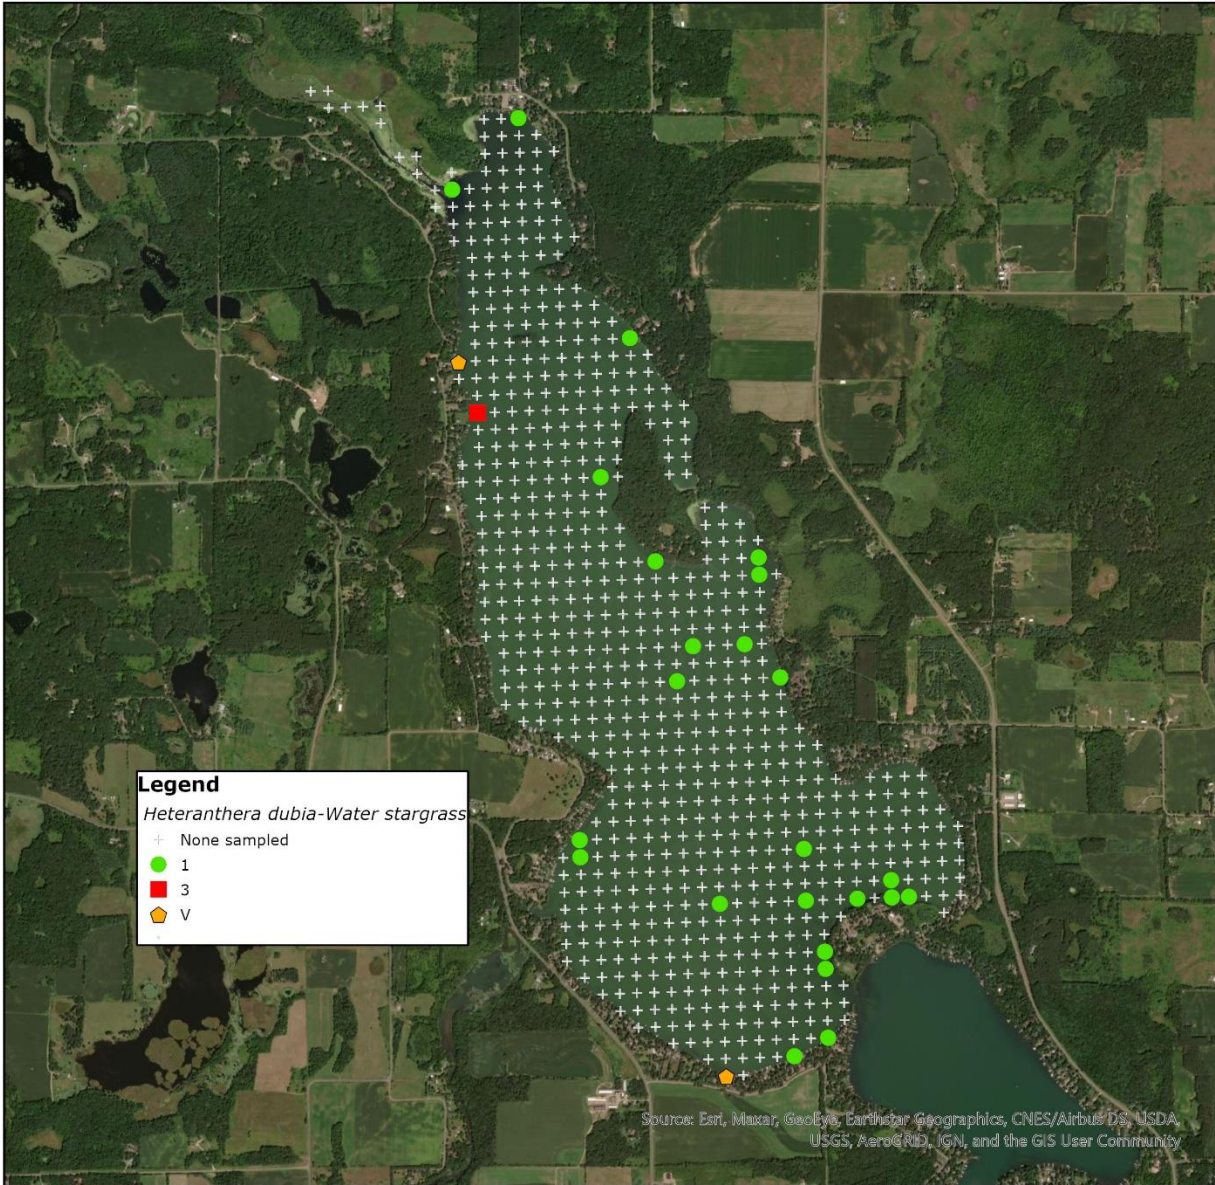 Legend
Heteranthera dubia-Water stargrass
None sampled
1
3
V
Source: Esri, Maxar, GeoEye, Earthstar Geographics, CNES/Airbus DS, USDA,
USGS, AeroGRID, IGN, and the GIS User Community